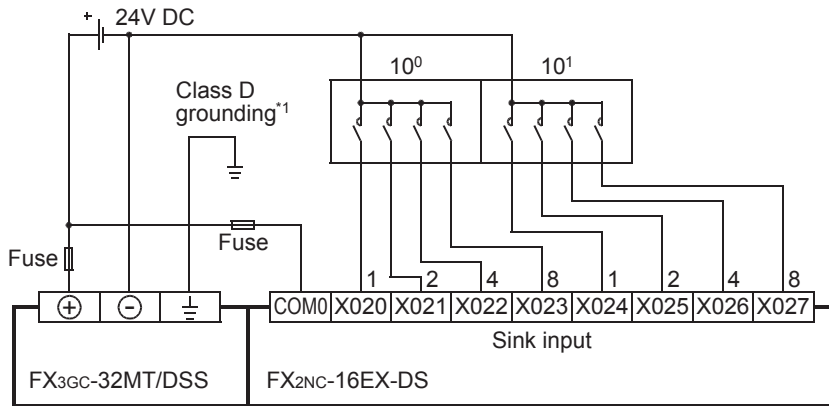 + 24V DC
10⁰ 10¹
Class D
grounding*1
Fuse
Fuse
1 2 4 8 1 2 4 8
+ - COM0 X020 X021 X022 X023 X024 X025 X026 X027
Sink input
FX3GC-32MT/DSS FX2NC-16EX-DS